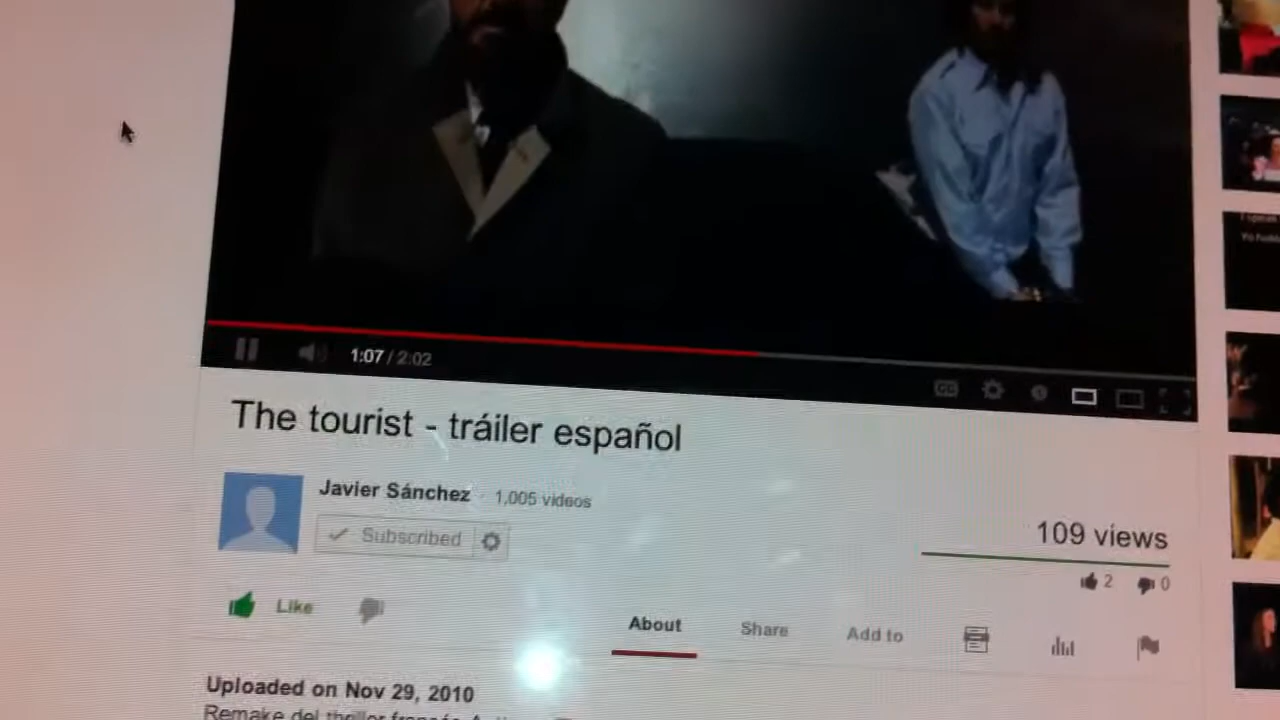 1:07 / 2:02
The tourist - tráiler español
Javier Sánchez · 1,005 videos
Subscribed
109 views
2 0
Like
About Share Add to
Uploaded on Nov 29, 2010
Remake del thriller francés